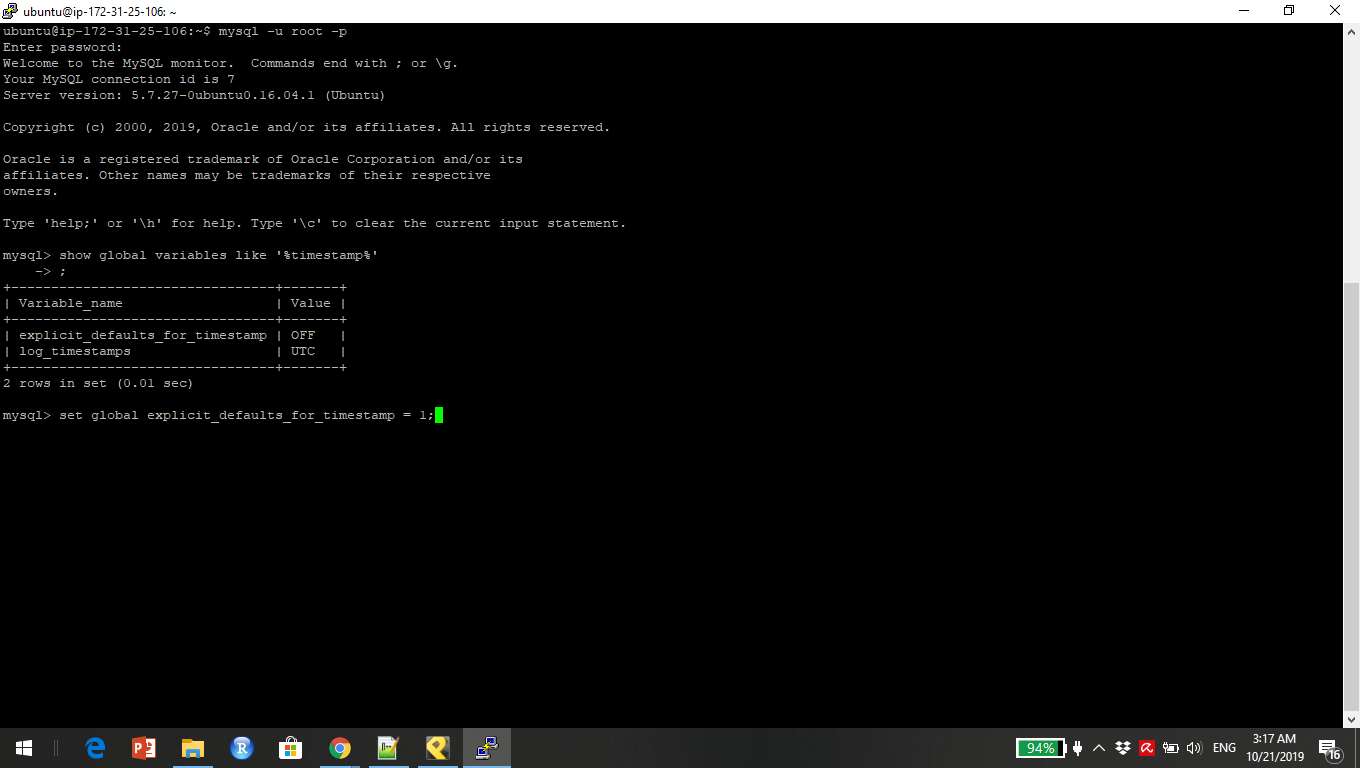 ubuntu@ip-172-31-25-106: ~
ubuntu@ip-172-31-25-106:~$ mysql -u root -p
Enter password:
Welcome to the MySQL monitor.  Commands end with ; or \g.
Your MySQL connection id is 7
Server version: 5.7.27-0ubuntu0.16.04.1 (Ubuntu)
Copyright (c) 2000, 2019, Oracle and/or its affiliates. All rights reserved.
Oracle is a registered trademark of Oracle Corporation and/or its
affiliates. Other names may be trademarks of their respective
owners.
Type 'help;' or '\h' for help. Type '\c' to clear the current input statement.
mysql> show global variables like '%timestamp%'
    -> ;
+---------------------------------+-------+
| Variable_name                   | Value |
+---------------------------------+-------+
| explicit_defaults_for_timestamp | OFF   |
| log_timestamps                  | UTC   |
+---------------------------------+-------+
2 rows in set (0.01 sec)
mysql> set global explicit_defaults_for_timestamp = 1;
94%
ENG
3:17 AM
10/21/2019
16